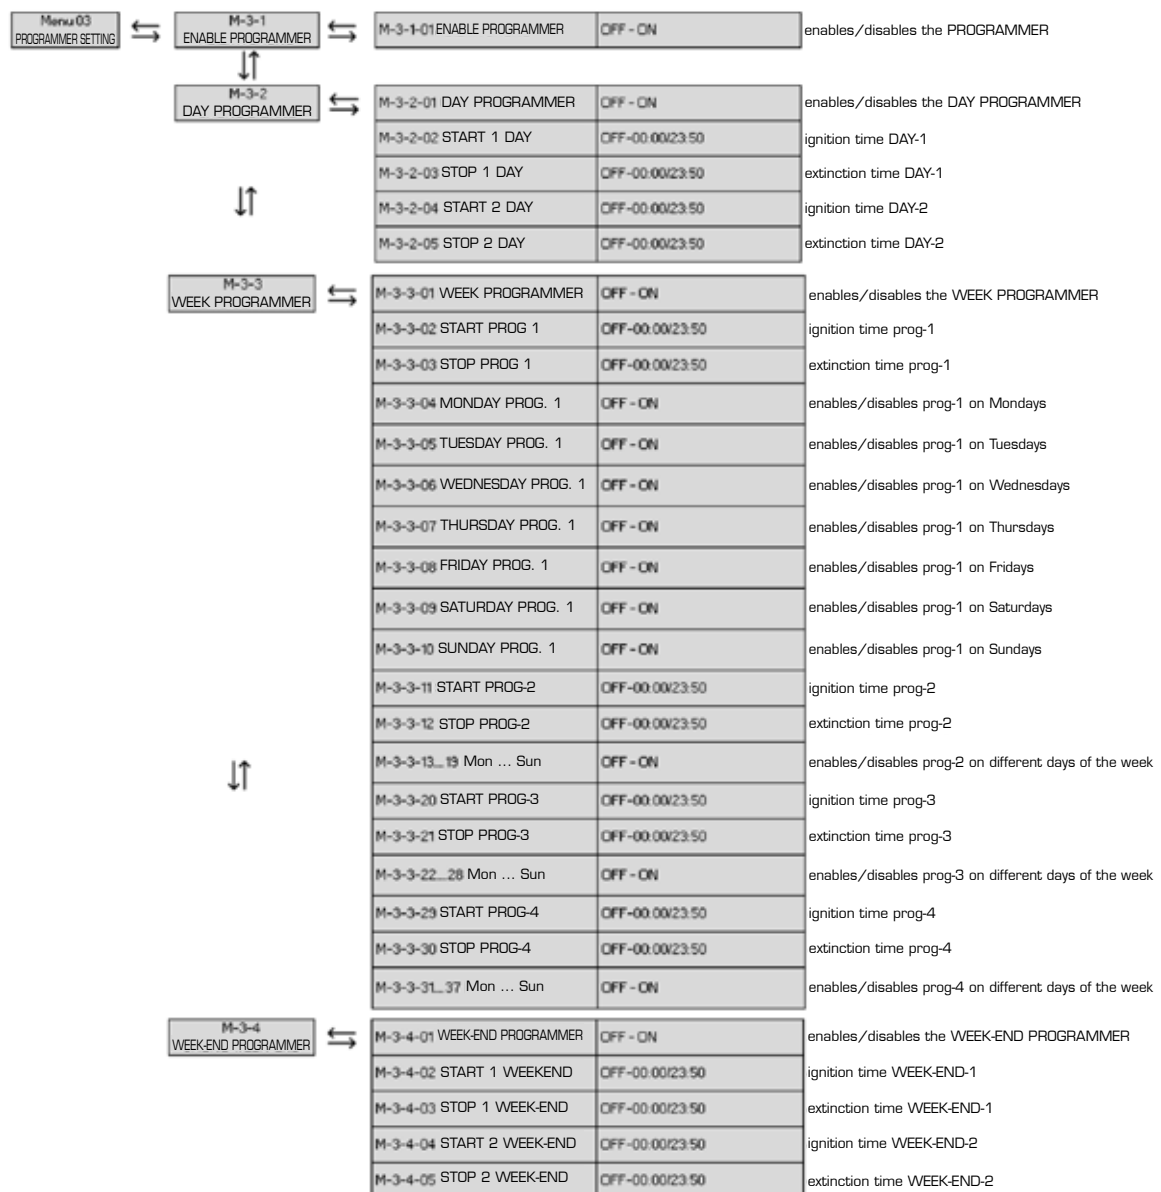 Menu 03
PROGRAMMER SETTING
M-3-1
ENABLE PROGRAMMER
M-3-1-01 ENABLE PROGRAMMER OFF - ON enables/disables the PROGRAMMER
M-3-2
DAY PROGRAMMER
M-3-2-01 DAY PROGRAMMER OFF - ON enables/disables the DAY PROGRAMMER
M-3-2-02 START 1 DAY OFF-00:00/23:50 ignition time DAY-1
M-3-2-03 STOP 1 DAY OFF-00:00/23:50 extinction time DAY-1
M-3-2-04 START 2 DAY OFF-00:00/23:50 ignition time DAY-2
M-3-2-05 STOP 2 DAY OFF-00:00/23:50 extinction time DAY-2
M-3-3
WEEK PROGRAMMER
M-3-3-01 WEEK PROGRAMMER OFF - ON enables/disables the WEEK PROGRAMMER
M-3-3-02 START PROG 1 OFF-00:00/23:50 ignition time prog-1
M-3-3-03 STOP PROG 1 OFF-00:00/23:50 extinction time prog-1
M-3-3-04 MONDAY PROG. 1 OFF - ON enables/disables prog-1 on Mondays
M-3-3-05 TUESDAY PROG. 1 OFF - ON enables/disables prog-1 on Tuesdays
M-3-3-06 WEDNESDAY PROG. 1 OFF - ON enables/disables prog-1 on Wednesdays
M-3-3-07 THURSDAY PROG. 1 OFF - ON enables/disables prog-1 on Thursdays
M-3-3-08 FRIDAY PROG. 1 OFF - ON enables/disables prog-1 on Fridays
M-3-3-09 SATURDAY PROG. 1 OFF - ON enables/disables prog-1 on Saturdays
M-3-3-10 SUNDAY PROG. 1 OFF - ON enables/disables prog-1 on Sundays
M-3-3-11 START PROG-2 OFF-00:00/23:50 ignition time prog-2
M-3-3-12 STOP PROG-2 OFF-00:00/23:50 extinction time prog-2
M-3-3-13...19 Mon ... Sun OFF - ON enables/disables prog-2 on different days of the week
M-3-3-20 START PROG-3 OFF-00:00/23:50 ignition time prog-3
M-3-3-21 STOP PROG-3 OFF-00:00/23:50 extinction time prog-3
M-3-3-22...28 Mon ... Sun OFF - ON enables/disables prog-3 on different days of the week
M-3-3-29 START PROG-4 OFF-00:00/23:50 ignition time prog-4
M-3-3-30 STOP PROG-4 OFF-00:00/23:50 extinction time prog-4
M-3-3-31...37 Mon ... Sun OFF - ON enables/disables prog-4 on different days of the week
M-3-4
WEEK-END PROGRAMMER
M-3-4-01 WEEK-END PROGRAMMER OFF - ON enables/disables the WEEK-END PROGRAMMER
M-3-4-02 START 1 WEEKEND OFF-00:00/23:50 ignition time WEEK-END-1
M-3-4-03 STOP 1 WEEK-END OFF-00:00/23:50 extinction time WEEK-END-1
M-3-4-04 START 2 WEEK-END OFF-00:00/23:50 ignition time WEEK-END-2
M-3-4-05 STOP 2 WEEK-END OFF-00:00/23:50 extinction time WEEK-END-2